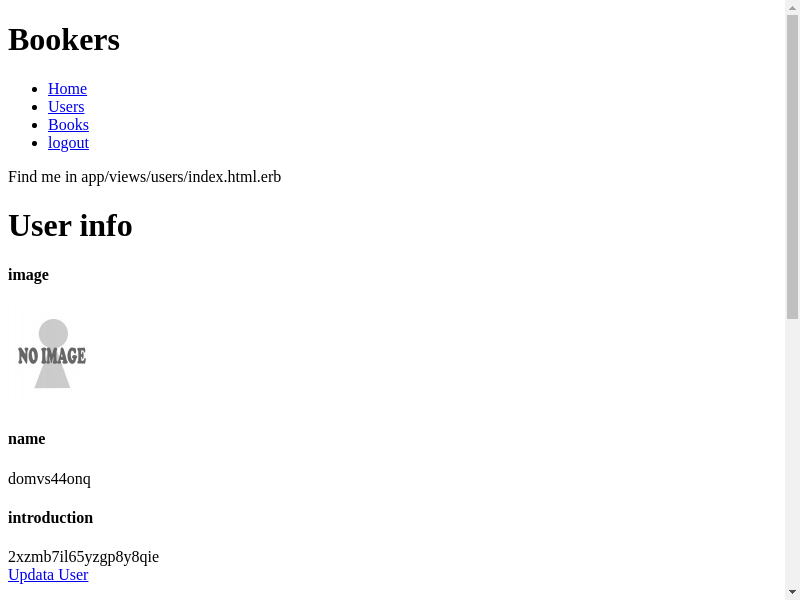 Bookers
Home
Users
Books
logout
Find me in app/views/users/index.html.erb
User info
image
NO IMAGE
name
domvs44onq
introduction
2xzmb7il65yzgp8y8qie
Updata User